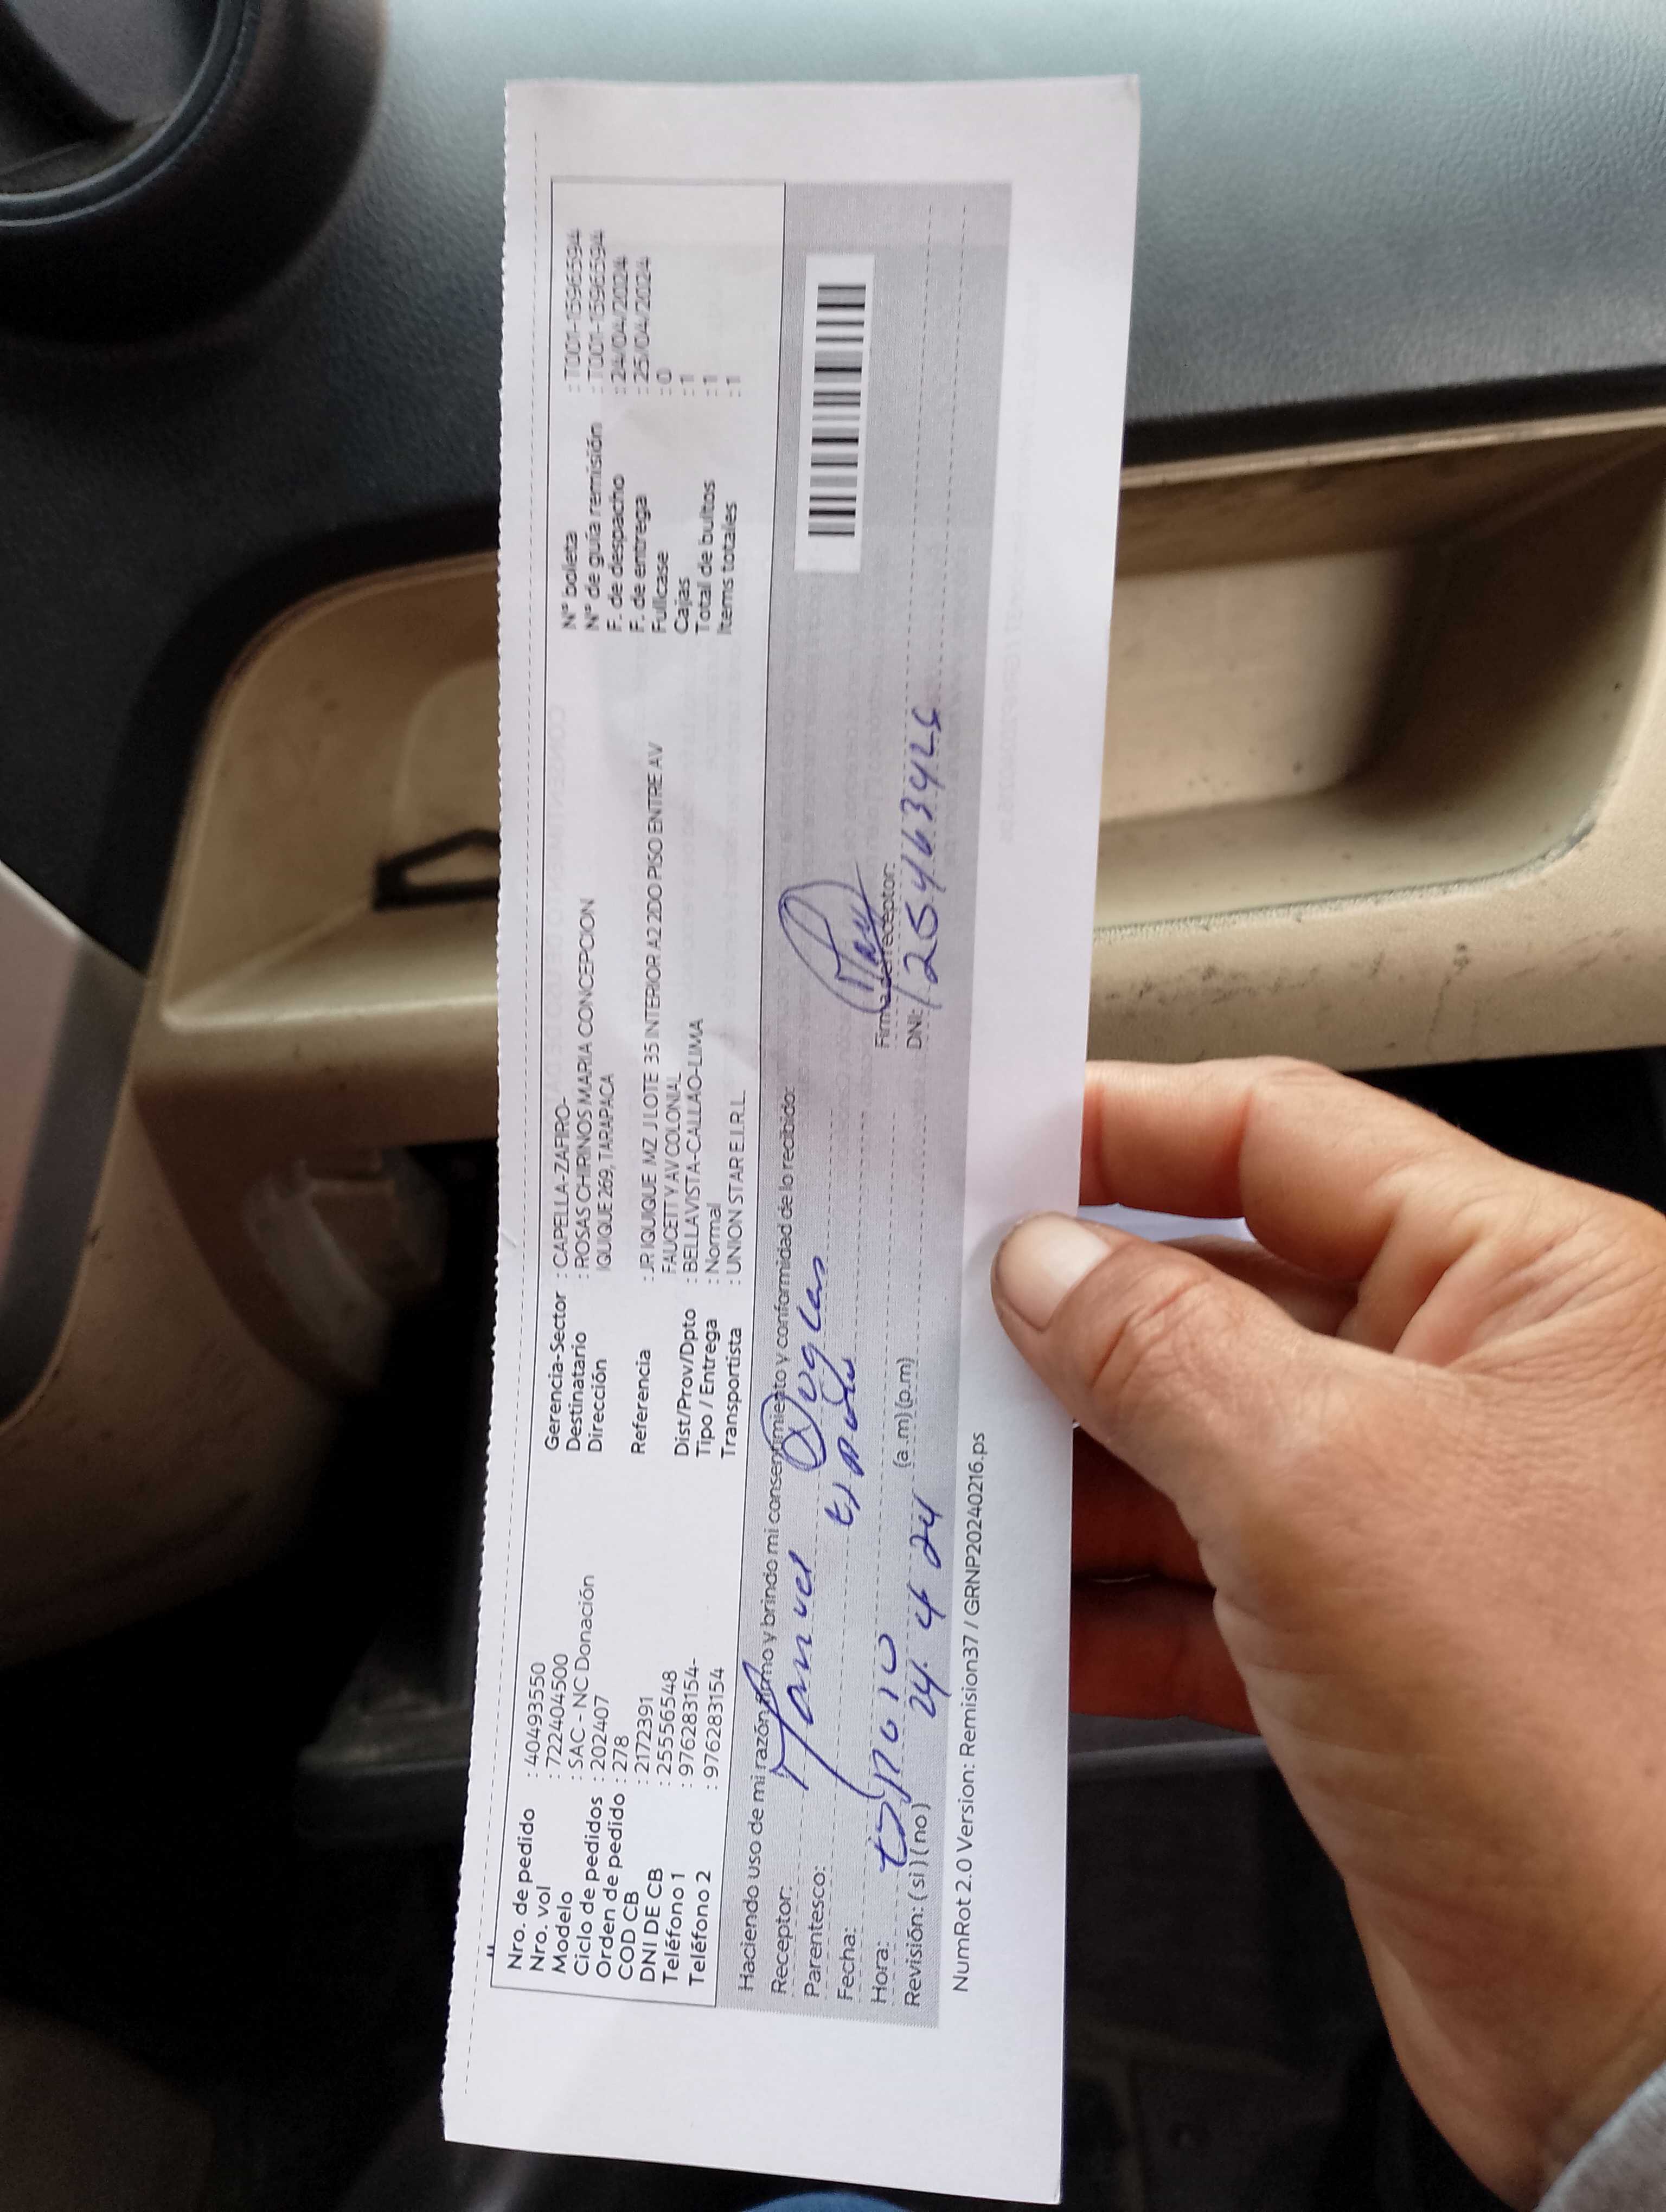 Nro. de pedido : 40493550
Nro. vol : 722404500
Modelo : SAC - NC Donación
Ciclo de pedidos : 202407
Orden de pedido : 278
COD CB : 2172391
DNI DE CB : 25556548
Teléfono 1 : 976283154-
Teléfono 2 : 976283154
Gerencia-Sector : CAPELLA-ZAFIRO-
Destinatario : ROSAS CHIRINOS MARIA CONCEPCION
Dirección IQUIQUE 269, TARAPACA
Referencia : JR IQUIQUE MZ J LOTE 35 INTERIOR A2 2DO PISO ENTRE AV
FAUCETT Y AV COLONIAL
Dist/Prov/Dpto : BELLAVISTA-CALLAO-LIMA
Tipo / Entrega : Normal
Transportista : UNION STAR E.I.R.L.
N° boleta : T001-15965594
N° de guía remisión : T001-15965594
F. de despacho : 24/04/2024
F. de entrega : 25/04/2024
Fullcase : 0
Cajas : 1
Total de bultos : 1
Items totales : 1
Haciendo uso de mi razón firmo y brindo mi consentimiento y conformidad de lo recibido:
Receptor: Manuel Duglas
Parentesco:
Fecha:
Hora: 24. 4 24 (a.m)(p.m)
Revisión: (si)(no)
Firma del receptor:
DNI:
NumRot 2.0 Version: Remision37 / GRNP20240216.ps